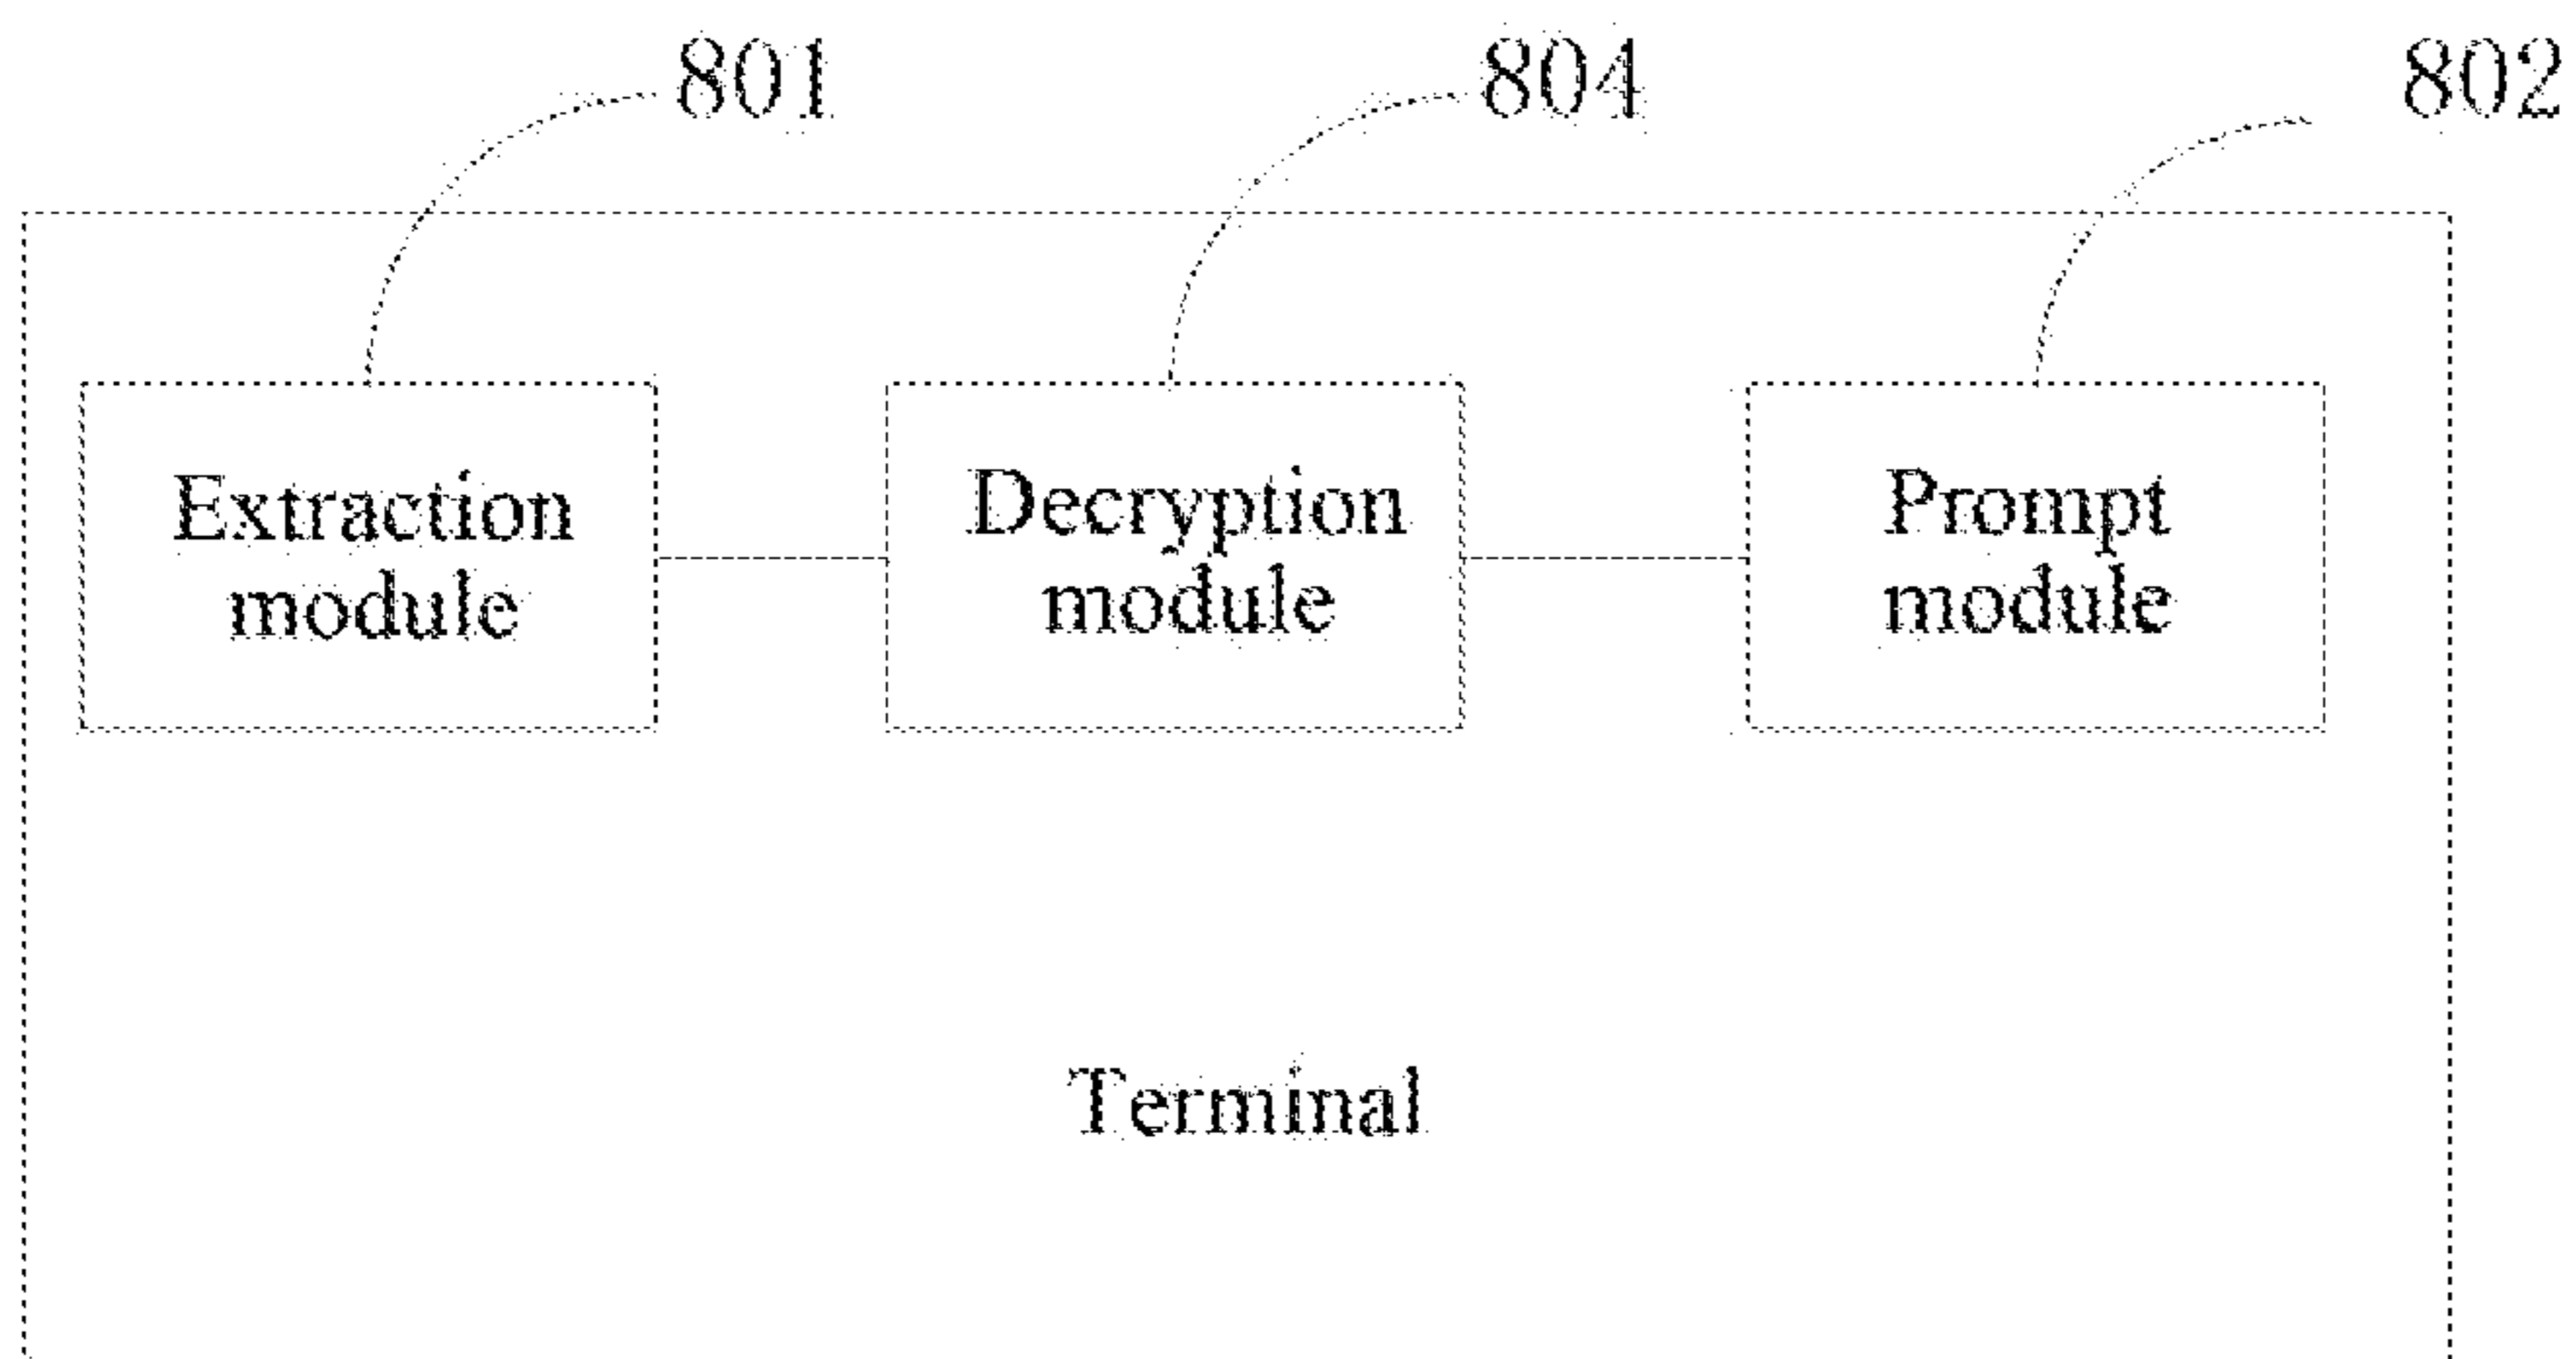 801
804
802
Extraction
module
Decryption
module
Prompt
module
Terminal